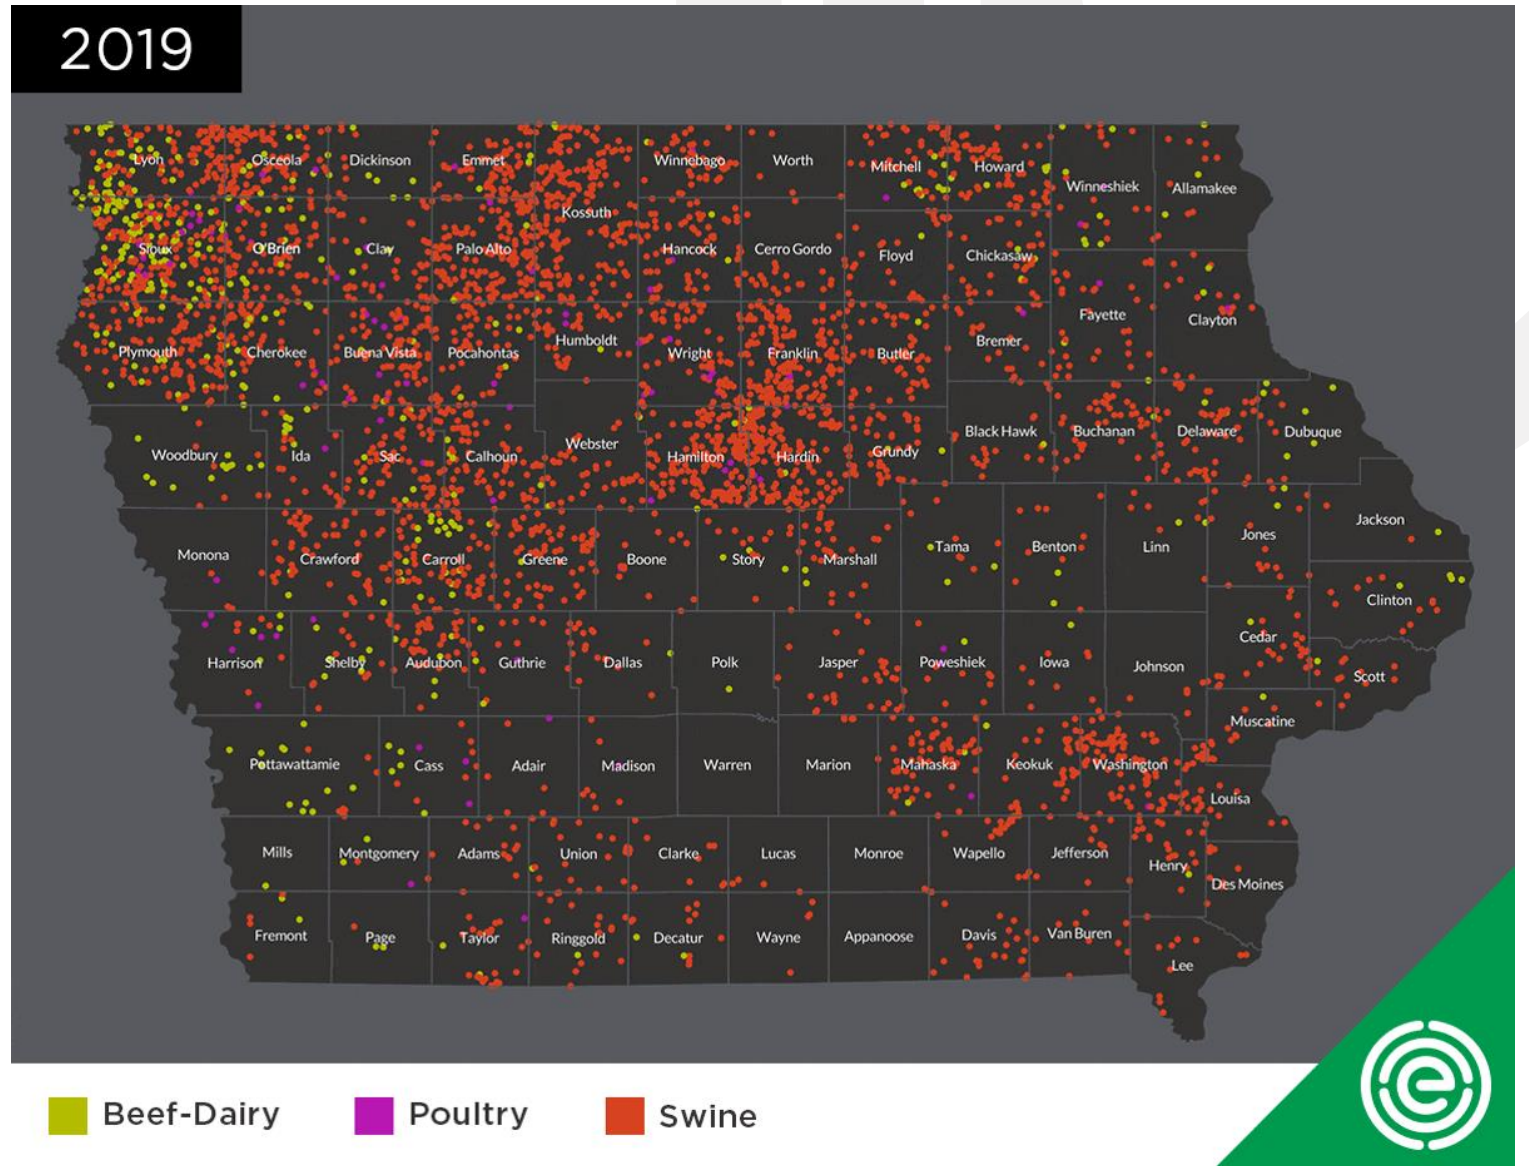 2019
Lyon Osceola Dickinson Emmet Winnebago Worth Mitchell Howard Winneshiek Allamakee
Kossuth
Sioux O'Brien Clay Palo Alto Hancock Cerro Gordo Floyd Chickasaw
Plymouth Cherokee Buena Vista Pocahontas Humboldt Wright Franklin Butler Bremer Fayette Clayton
Woodbury Ida Sac Calhoun Webster Hamilton Hardin Grundy Black Hawk Buchanan Delaware Dubuque
Monona Crawford Carroll Greene Boone Story Marshall Tama Benton Linn Jones Jackson
Clinton
Harrison Shelby Audubon Guthrie Dallas Polk Jasper Poweshiek Iowa Johnson Cedar Scott
Muscatine
Pottawattamie Cass Adair Madison Warren Marion Mahaska Keokuk Washington Louisa
Mills Montgomery Adams Union Clarke Lucas Monroe Wapello Jefferson Henry Des Moines
Fremont Page Taylor Ringgold Decatur Wayne Appanoose Davis Van Buren Lee
Beef-Dairy Poultry Swine